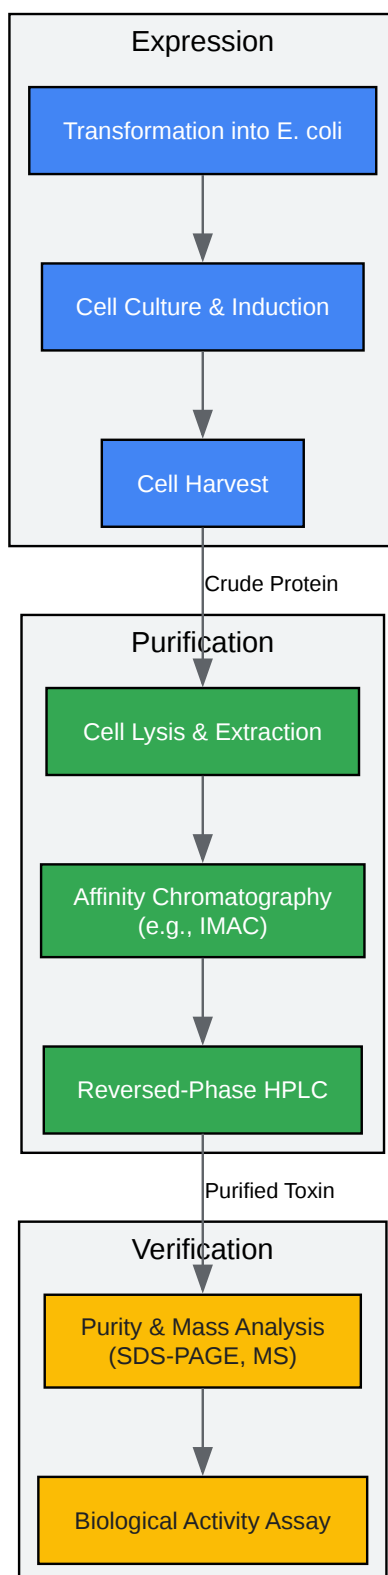 Expression
Transformation into E. coli
Cell Culture & Induction
Cell Harvest
Crude Protein
Purification
Cell Lysis & Extraction
Affinity Chromatography
(e.g., IMAC)
Reversed-Phase HPLC
Purified Toxin
Verification
Purity & Mass Analysis
(SDS-PAGE, MS)
Biological Activity Assay